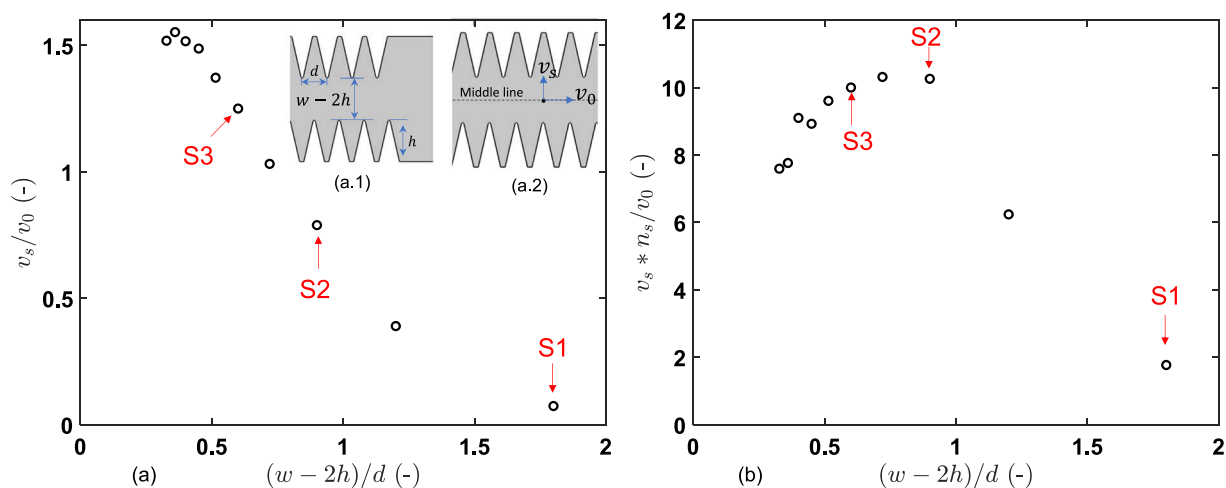 1.5
1
0.5
0
0
0.5
1
1.5
2
v_s/v_0 (-)
(w − 2h)/d (-)
(a)
S3
S2
S1
d
w − 2h
h
(a.1)
Middle line
v_s
v_0
(a.2)
12
10
8
6
4
2
0
0
0.5
1
1.5
2
v_s ∗ n_s/v_0 (-)
(w − 2h)/d (-)
(b)
S2
S3
S1